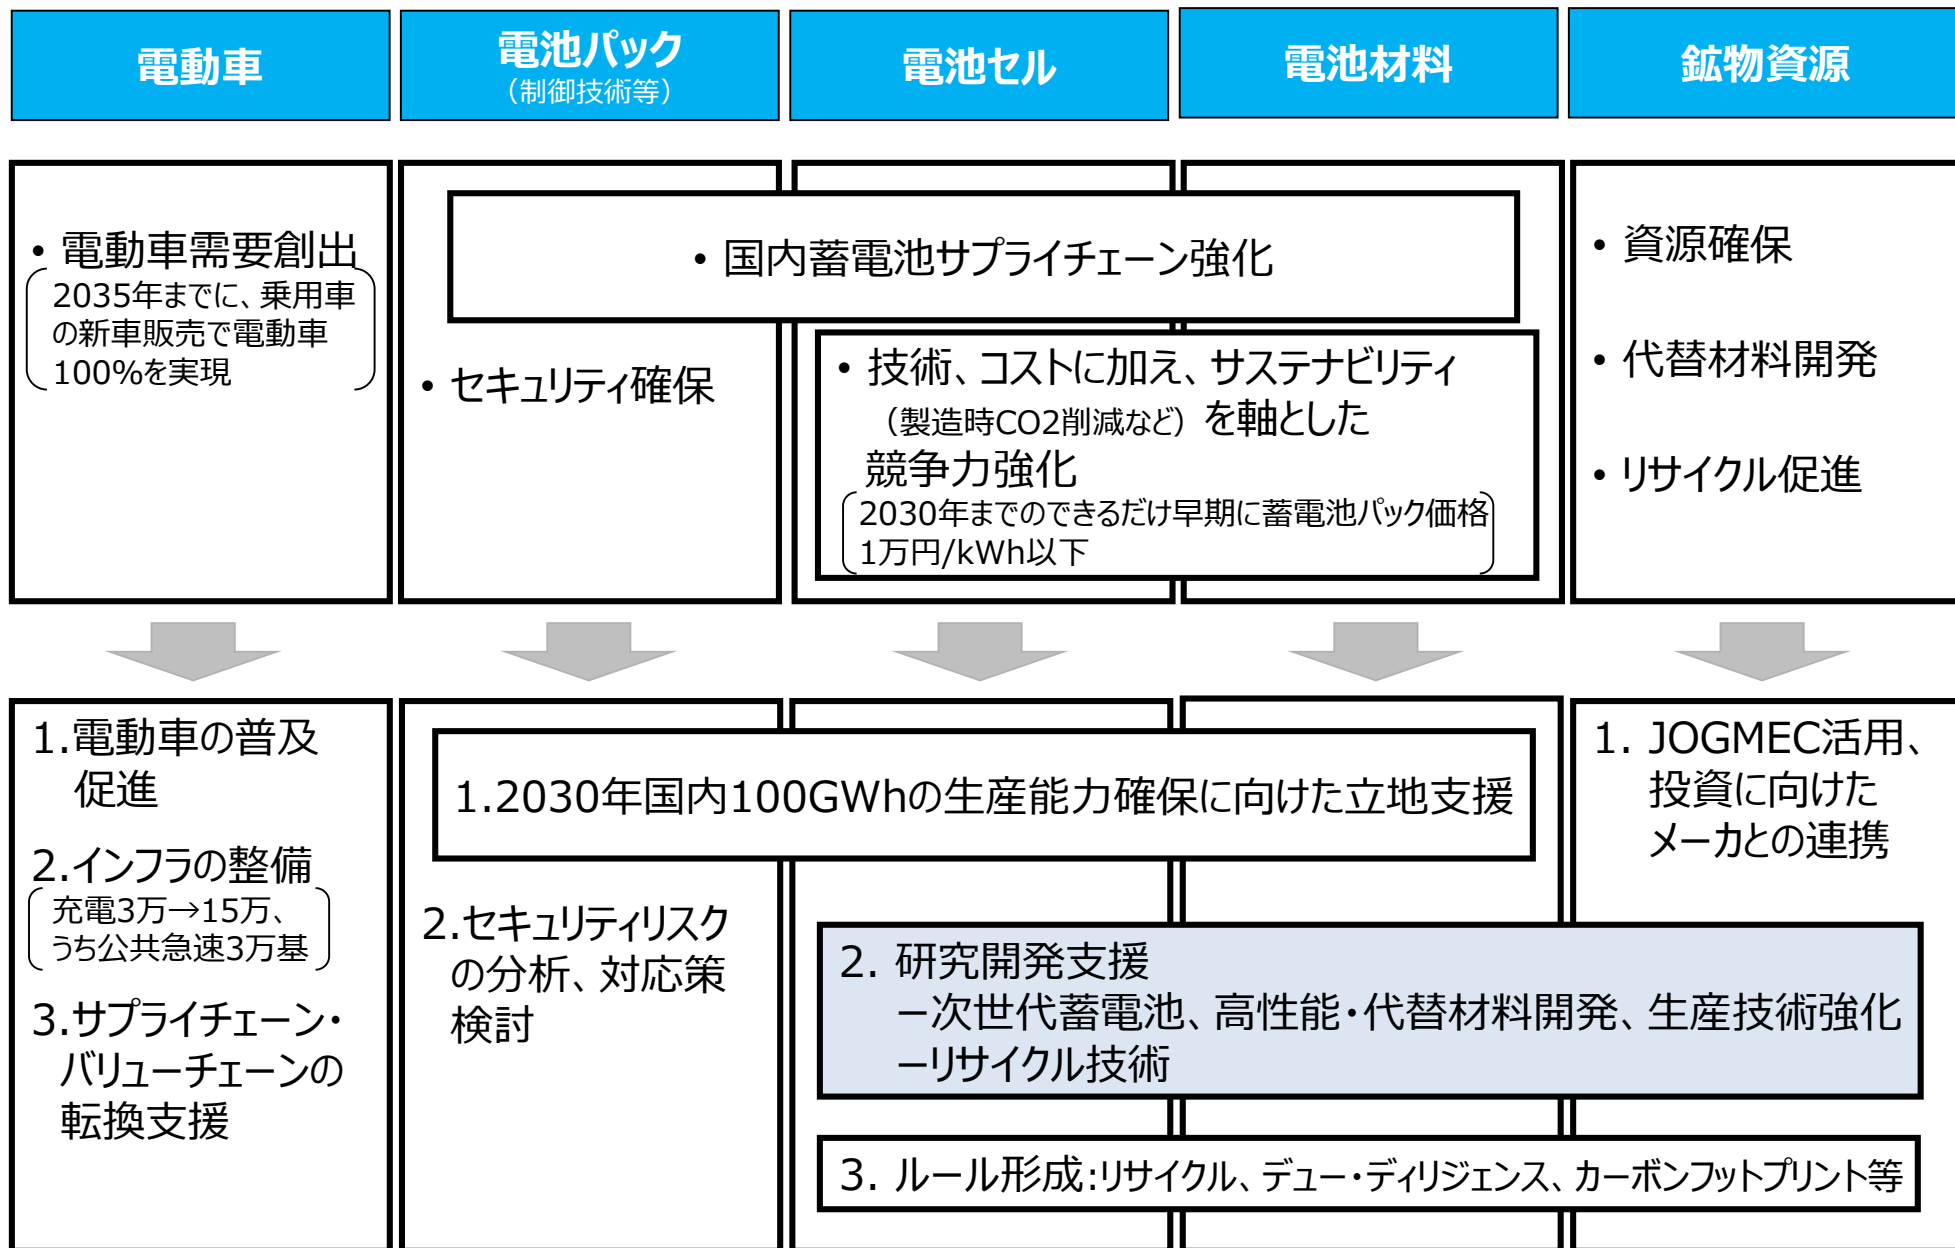 電動車
電池パック
（制御技術等）
電池セル
電池材料
鉱物資源
・電動車需要創出
2035年までに、乗用車
の新車販売で電動車
100%を実現
・国内蓄電池サプライチェーン強化
・セキュリティ確保
・技術、コストに加え、サステナビリティ
（製造時CO2削減など）を軸とした
競争力強化
2030年までのできるだけ早期に蓄電池パック価格
1万円/kWh以下
・資源確保
・代替材料開発
・リサイクル促進
1.電動車の普及
促進
2.インフラの整備
充電3万→15万、
うち公共急速3万基
3.サプライチェーン・
バリューチェーンの
転換支援
1.2030年国内100GWhの生産能力確保に向けた立地支援
2.セキュリティリスク
の分析、対応策
検討
1. JOGMEC活用、
投資に向けた
メーカとの連携
2. 研究開発支援
－次世代蓄電池、高性能・代替材料開発、生産技術強化
－リサイクル技術
3. ルール形成:リサイクル、デュー・ディリジェンス、カーボンフットプリント等